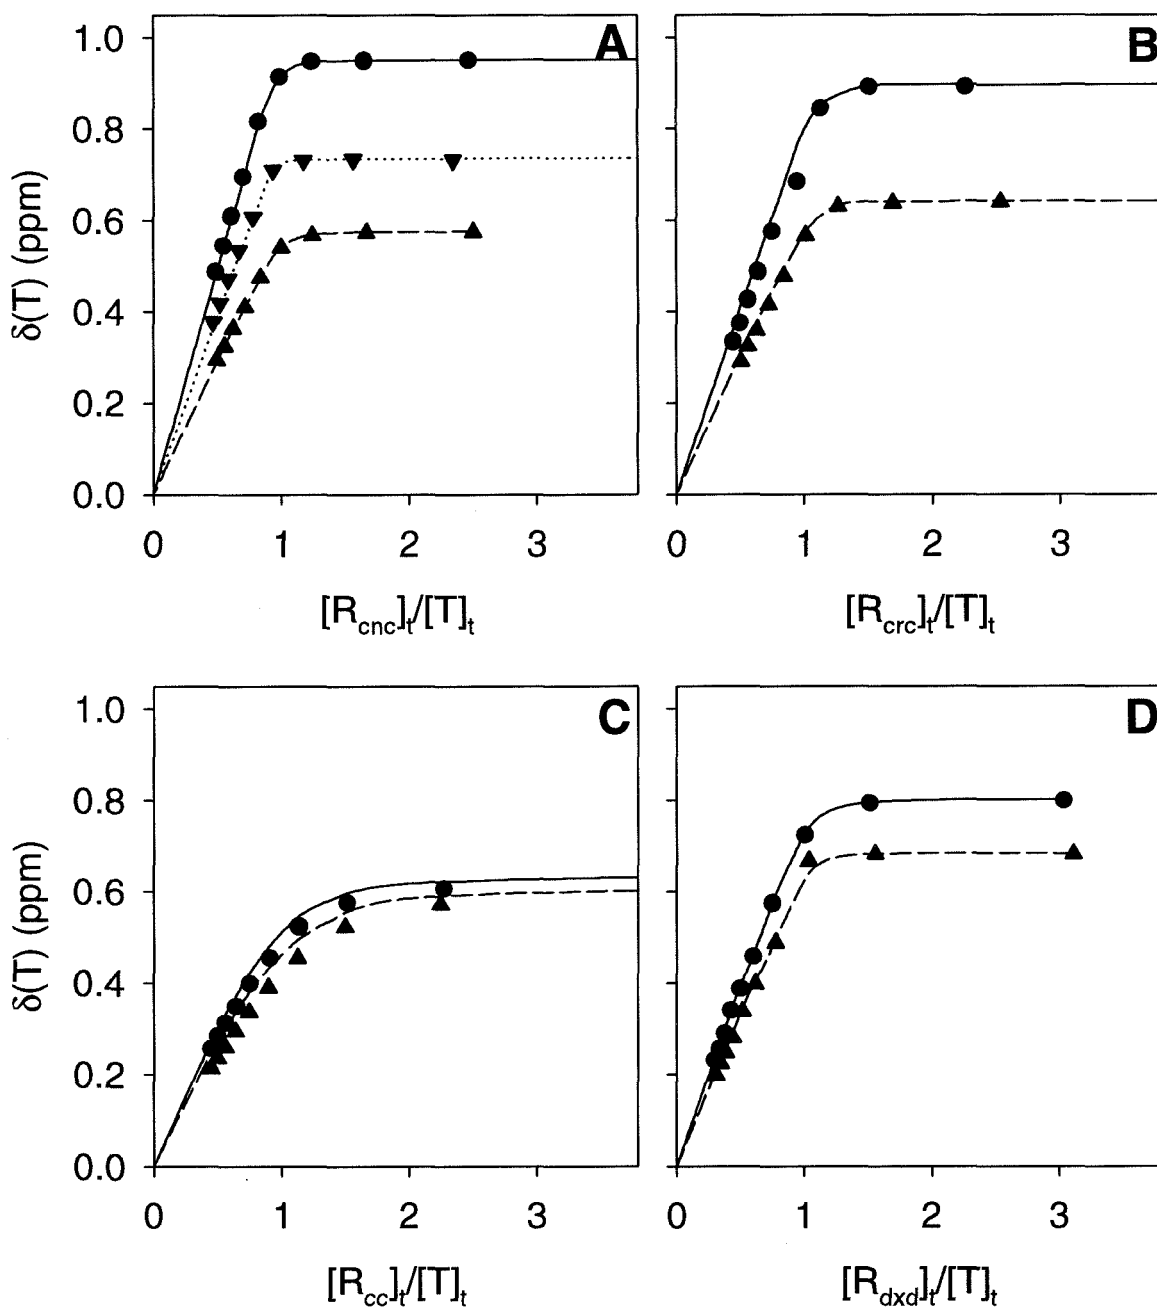 A
B
1.0
0.8
0.6
0.4
0.2
0.0
δ(T) (ppm)
0 1 2 3
0 1 2 3
[R_cnc]_t/[T]_t
[R_crc]_t/[T]_t
C
D
1.0
0.8
0.6
0.4
0.2
0.0
δ(T) (ppm)
0 1 2 3
0 1 2 3
[R_cc]_t/[T]_t
[R_dxd]_t/[T]_t